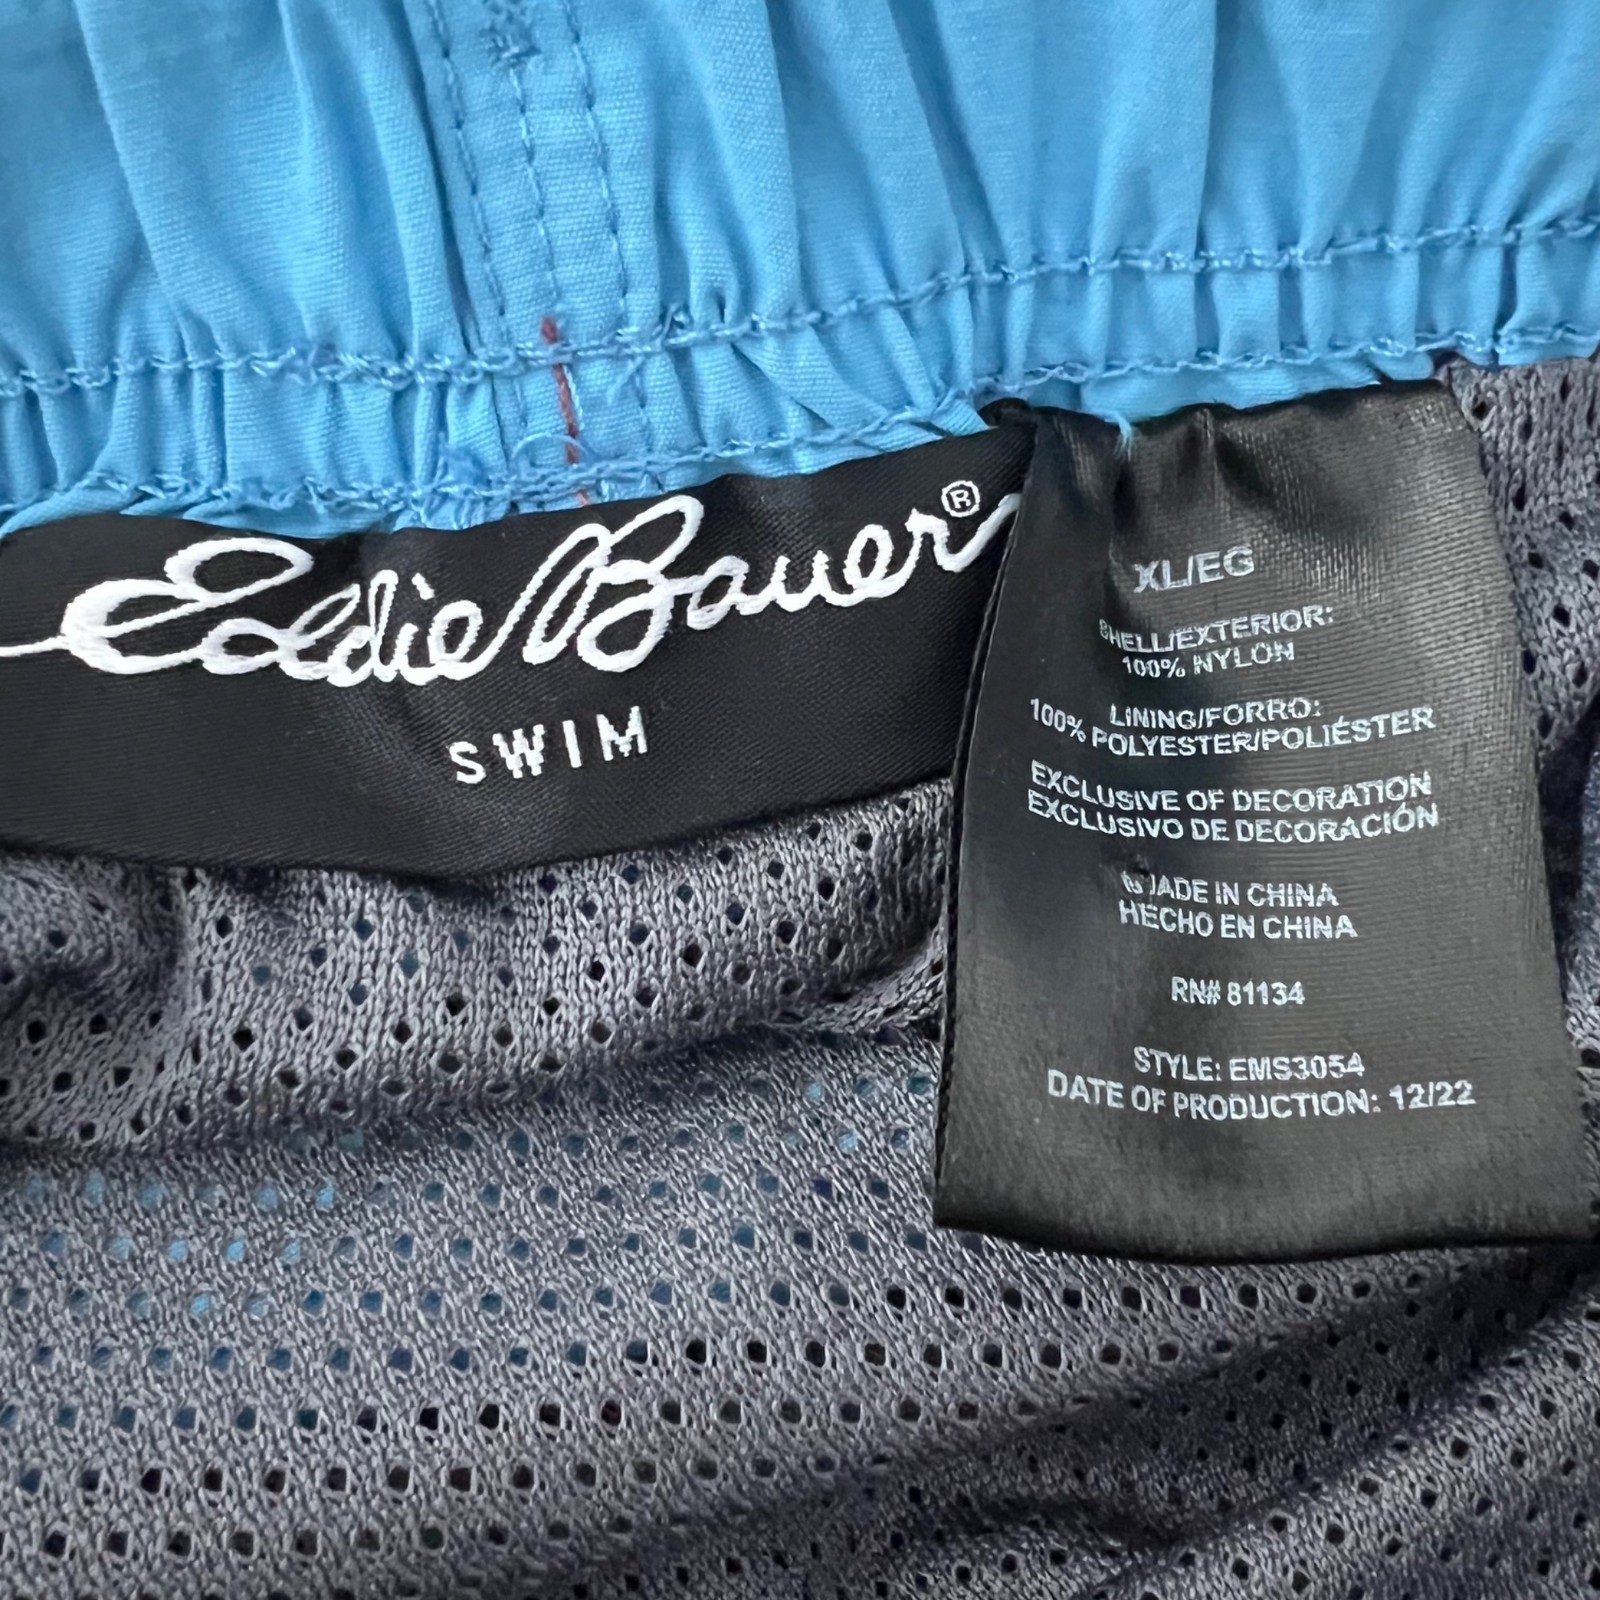 Eddie Bauer®
SWIM
XL/EG
SHELL/EXTERIOR:
100% NYLON
LINING/FORRO:
100% POLYESTER/POLIÉSTER
EXCLUSIVE OF DECORATION
EXCLUSIVO DE DECORACIÓN
MADE IN CHINA
HECHO EN CHINA
RN# 81134
STYLE: EMS3054
DATE OF PRODUCTION: 12/22